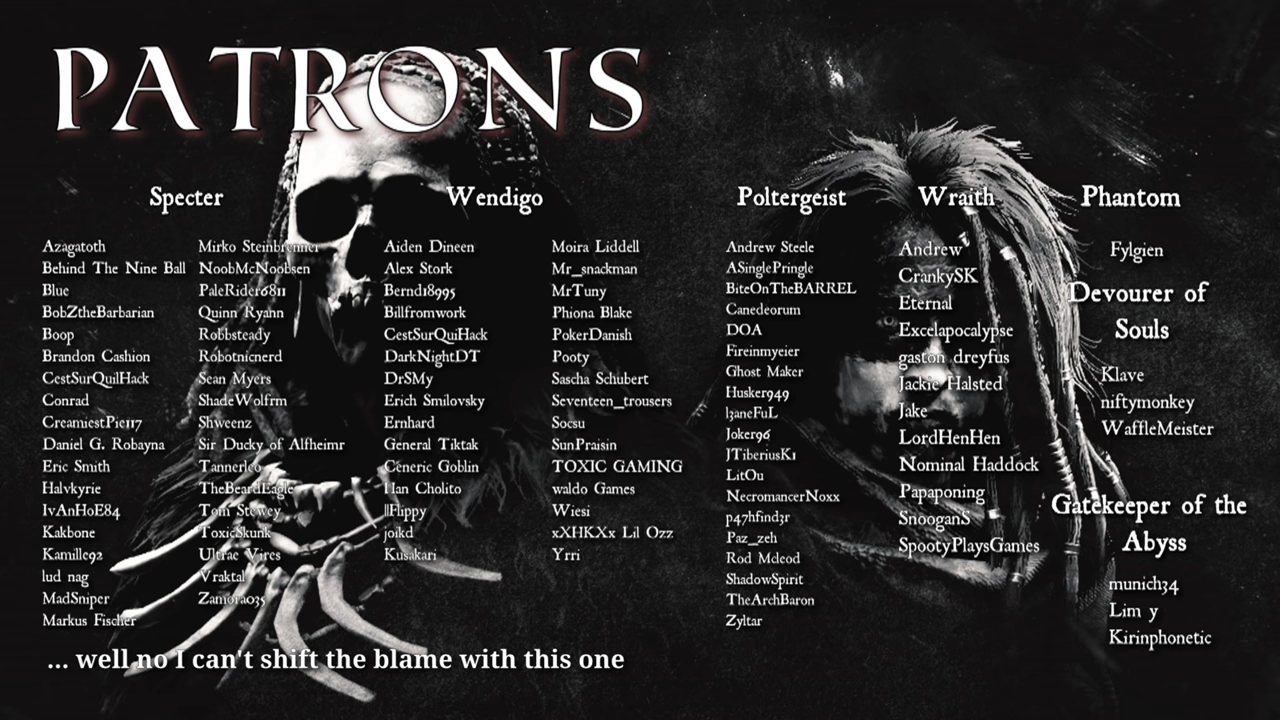 PATRONS
Specter
Azagatoth
Behind The Nine Ball
Blue
BobZtheBarbarian
Boop
Brandon Cashion
CestSurQuilHack
Conrad
CreamiestPie117
Daniel G. Robayna
Eric Smith
Halvkyrie
IvAnHoE84
Kakbone
Kamille92
lud nag
MadSniper
Markus Fischer
Mirko Steinbrenner
NoobMcNoobsen
PaleRider6811
Quinn Ryann
Robbsteady
Robotnicnerd
Sean Myers
ShadeWolfrm
Shweenz
Sir Ducky of Alfheimr
Tannerleo
TheBeardEagle
Tom Stewey
ToxicSkunk
Ultrae Vires
Vraktal
Zamora035
Wendigo
Aiden Dineen
Alex Stork
Bernd18995
Billfromwork
CestSurQuiHack
DarkNightDT
DrSMy
Erich Smilovsky
Ernhard
General Tiktak
Generic Goblin
Han Cholito
llFlippy
joikd
Kusakari
Moira Liddell
Mr_snackman
MrTuny
Phiona Blake
PokerDanish
Pooty
Sascha Schubert
Seventeen_trousers
Socsu
SunPraisin
TOXIC GAMING
waldo Games
Wiesi
xXHKXx Lil Ozz
Yrri
Poltergeist
Andrew Steele
ASinglePringle
BiteOnTheBARREL
Canedeorum
DOA
Fireinmyeier
Ghost Maker
Husker949
l3aneFuL
Joker96
JTiberiusK1
LitOu
NecromancerNoxx
p47hfind3r
Paz_zeh
Rod Mcleod
ShadowSpirit
TheArchBaron
Zyltar
Wraith
Andrew
CrankySK
Eternal
Excelapocalypse
gaston dreyfus
Jackie Halsted
Jake
LordHenHen
Nominal Haddock
Papaponing
SnooganS
SpootyPlaysGames
Phantom
Fylgien
Devourer of
Souls
Klave
niftymonkey
WaffleMeister
Gatekeeper of the
Abyss
munich34
Lim y
Kirinphonetic
... well no I can't shift the blame with this one